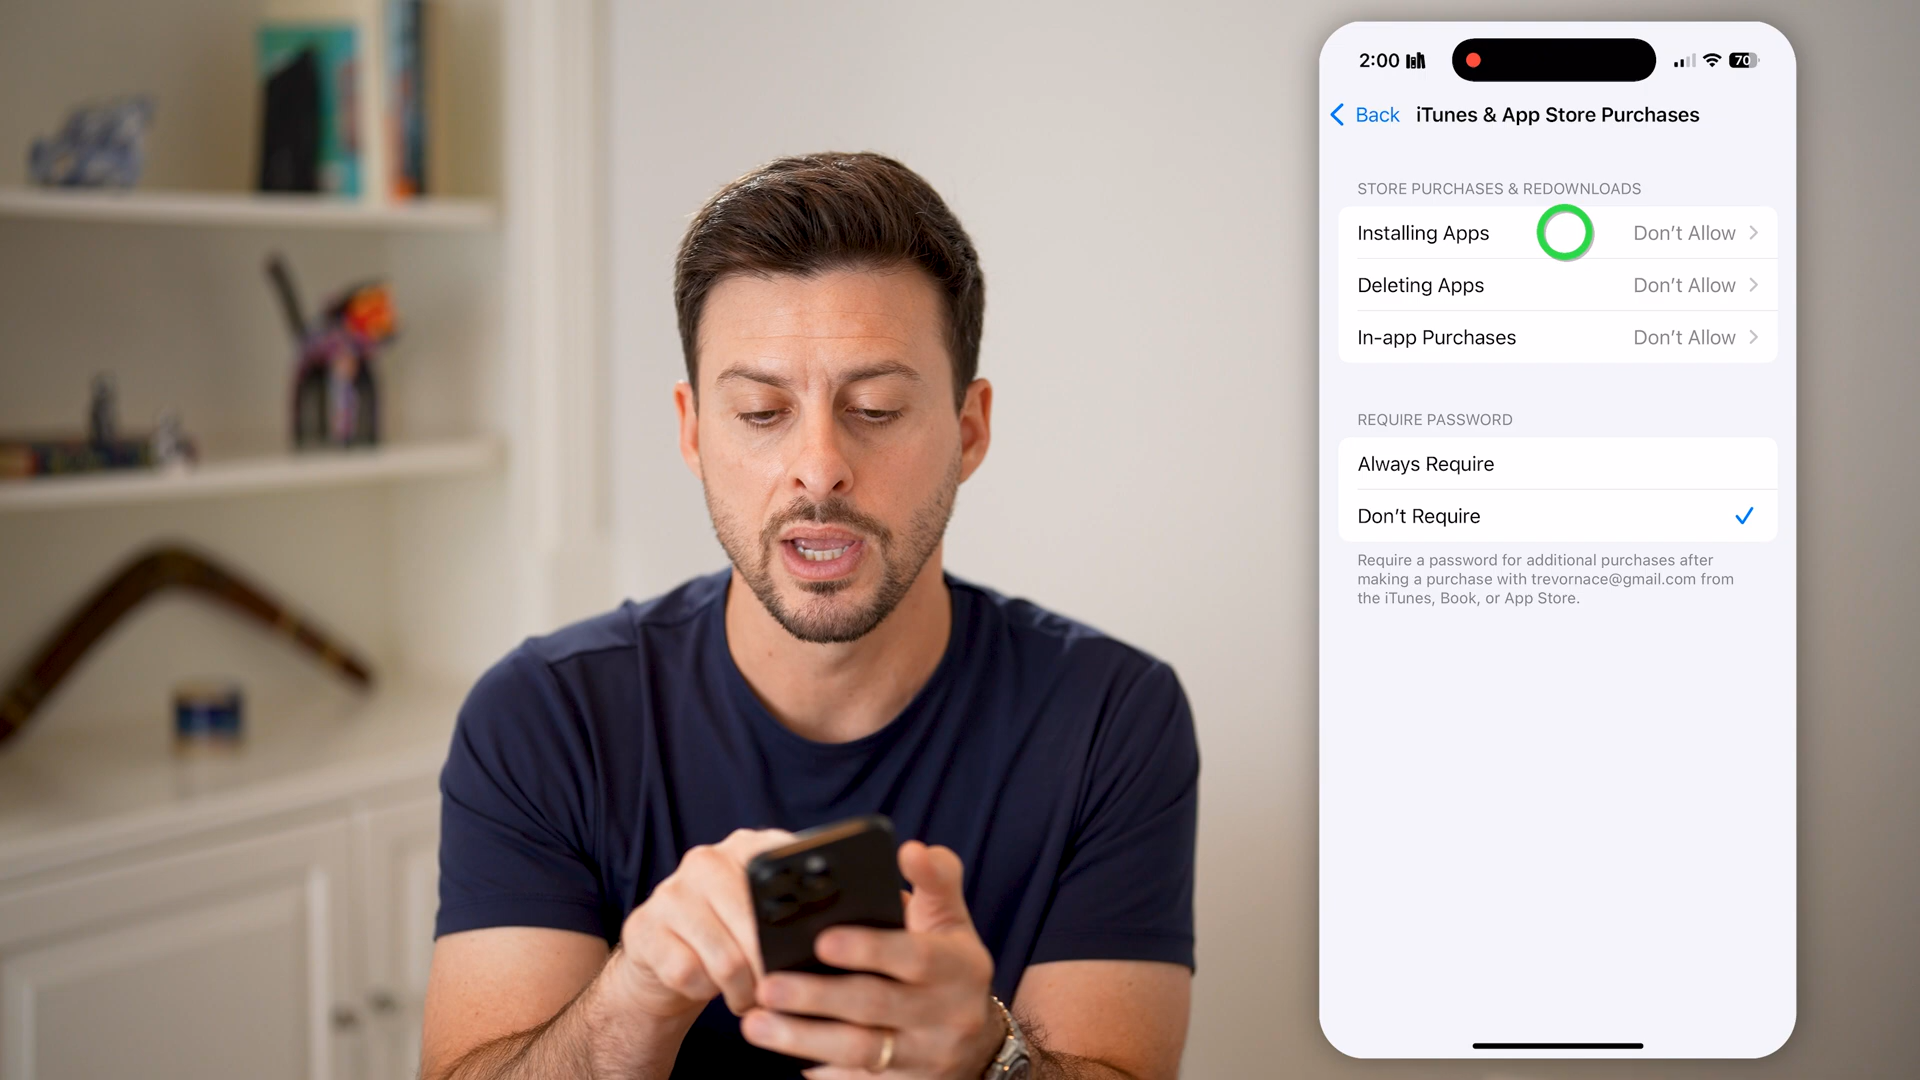 2:00
70
Back iTunes & App Store Purchases
STORE PURCHASES & REDOWNLOADS
Installing Apps Don’t Allow
Deleting Apps Don’t Allow
In-app Purchases Don’t Allow
REQUIRE PASSWORD
Always Require
Don’t Require
Require a password for additional purchases after
making a purchase with trevornace@gmail.com from
the iTunes, Book, or App Store.